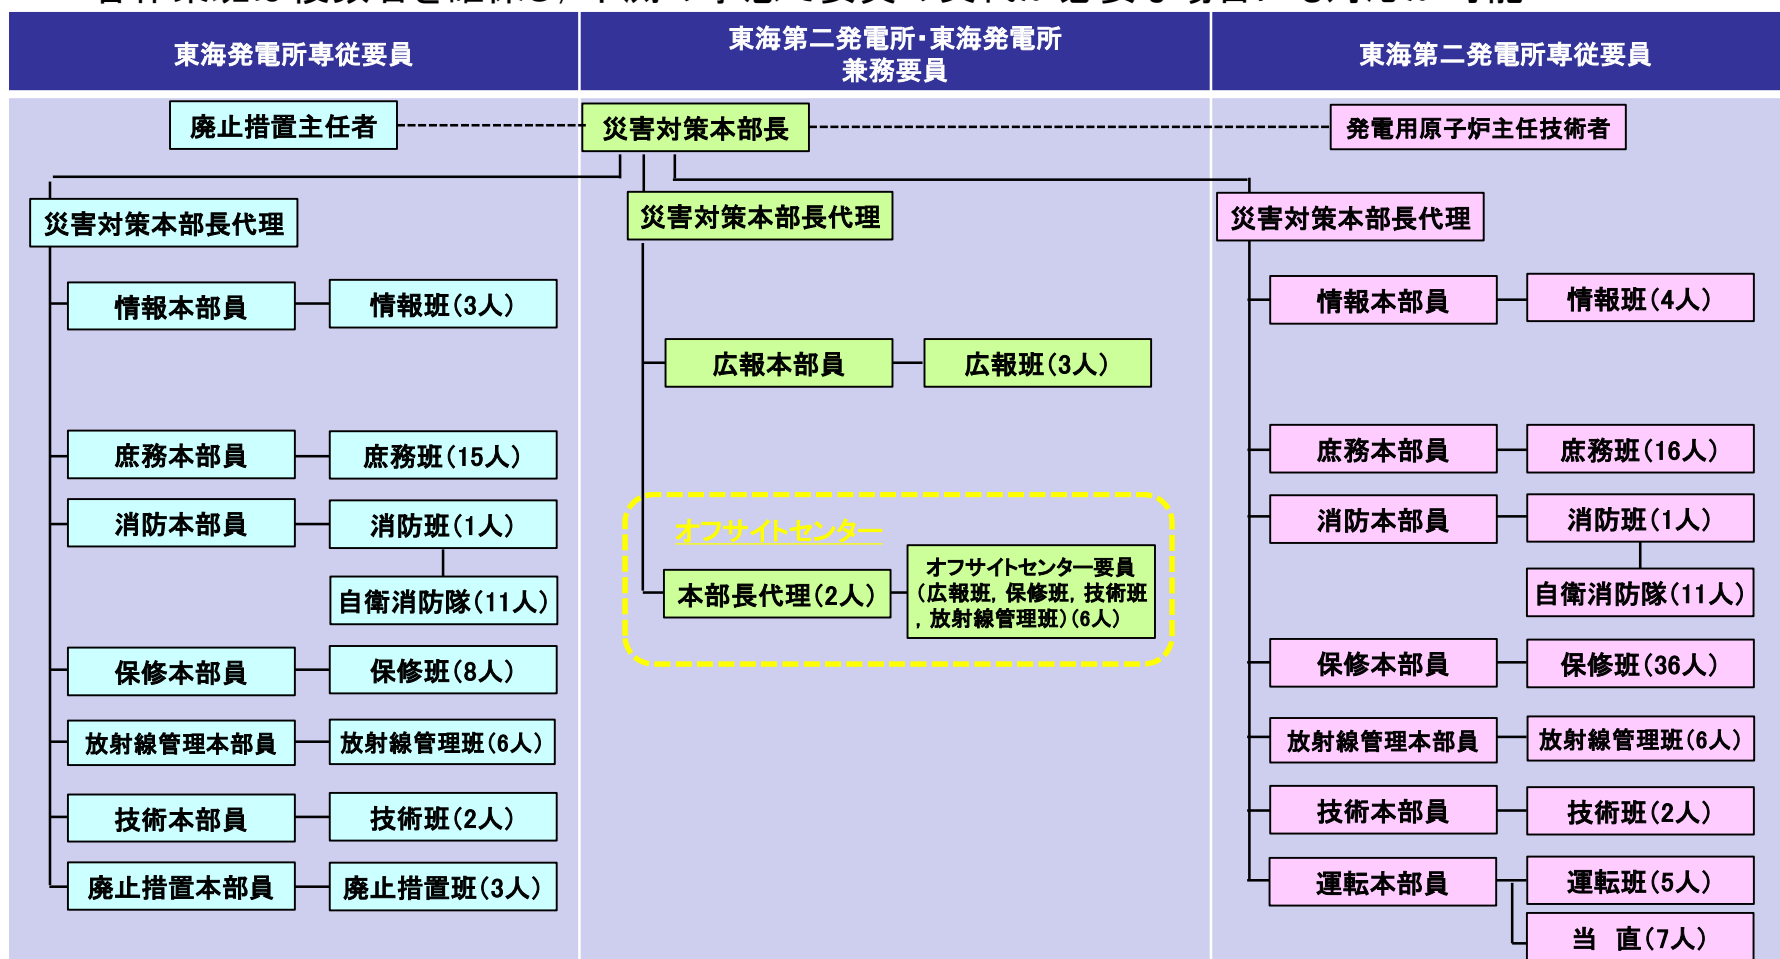 東海発電所専従要員
東海第二発電所・東海発電所
兼務要員
東海第二発電所専従要員
廃止措置主任者
災害対策本部長
発電用原子炉主任技術者
災害対策本部長代理
災害対策本部長代理
災害対策本部長代理
情報本部員
情報班(3人)
庶務本部員
庶務班(15人)
消防本部員
消防班(1人)
自衛消防隊(11人)
保修本部員
保修班(8人)
放射線管理本部員
放射線管理班(6人)
技術本部員
技術班(2人)
廃止措置本部員
廃止措置班(3人)
広報本部員
広報班(3人)
オフサイトセンター
本部長代理(2人)
オフサイトセンター要員
(広報班, 保修班, 技術班
, 放射線管理班)(6人)
情報本部員
情報班(4人)
庶務本部員
庶務班(16人)
消防本部員
消防班(1人)
自衛消防隊(11人)
保修本部員
保修班(36人)
放射線管理本部員
放射線管理班(6人)
技術本部員
技術班(2人)
運転本部員
運転班(5人)
当　直(7人)